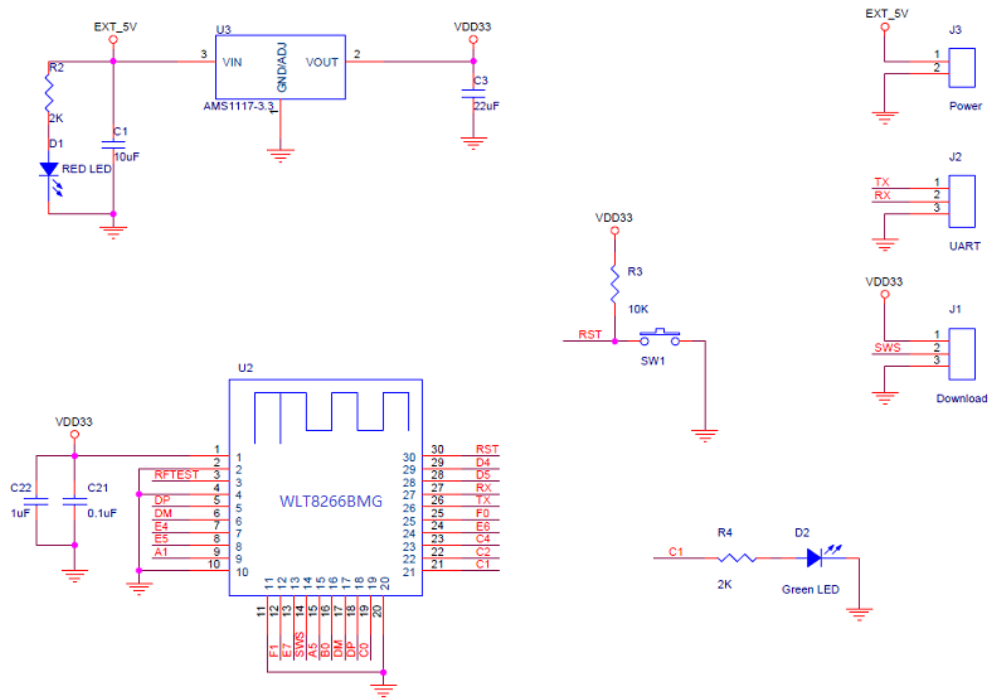 EXT_5V
U3
VDD33
3
VIN
GND/ADJ
VOUT
2
AMS1117-3.3
1
R2
2K
D1
RED LED
C1
10uF
C3
22uF
EXT_5V
J3
1
2
Power
J2
TX
RX
1
2
3
UART
VDD33
J1
SWS
1
2
3
Download
VDD33
R3
10K
RST
SW1
U2
VDD33
C22
1uF
C21
0.1uF
WLT8266BMG
1 1
2 2
RFTEST 3 3
4 4
DP 5 5
DM 6 6
E4 7 7
E5 8 8
A1 9 9
10 10
30 30 RST
29 29 D4
28 28 D5
27 27 RX
26 26 TX
25 25 F0
24 24 E6
23 23 C4
22 22 C2
21 21 C1
11 12 13 14 15 16 17 18 19 20
11 12 13 14 15 16 17 18 19 20
F1 E7 SWS A5 B0 DM DP C0
C1
R4
2K
D2
Green LED